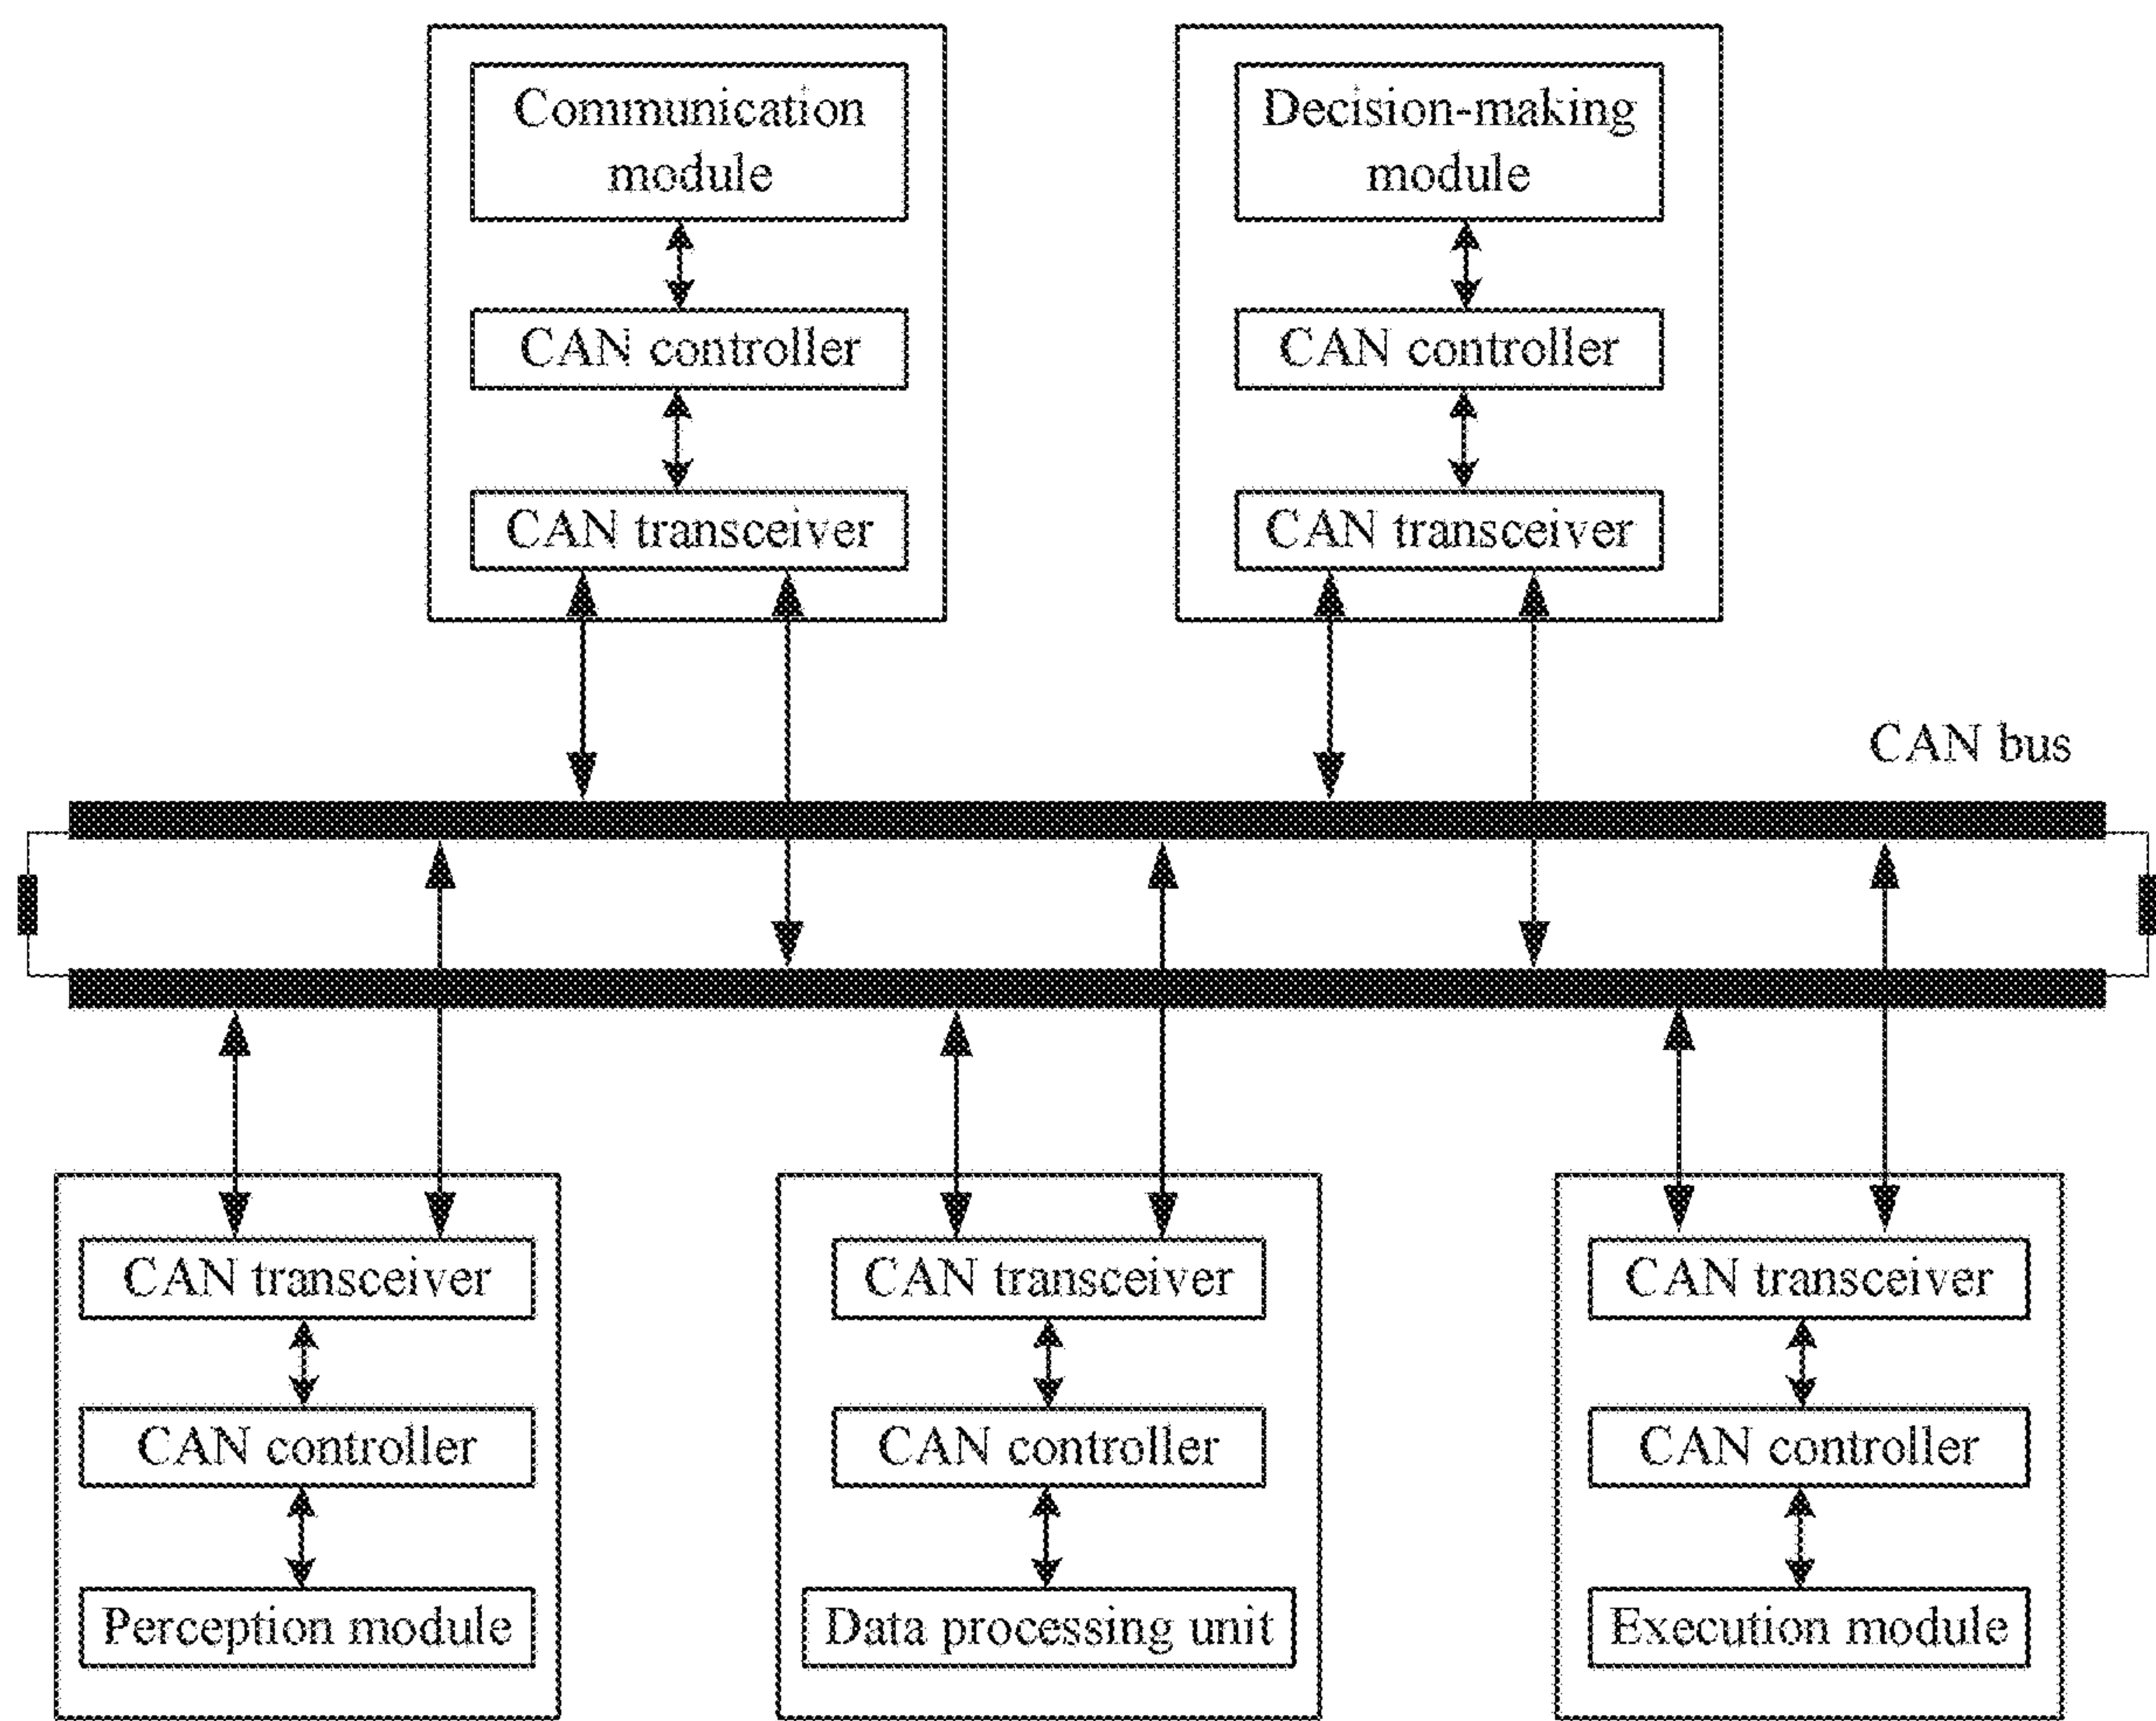 Communication
module
CAN controller
CAN transceiver
Decision-making
module
CAN controller
CAN transceiver
CAN bus
CAN transceiver
CAN controller
Perception module
CAN transceiver
CAN controller
Data processing unit
CAN transceiver
CAN controller
Execution module